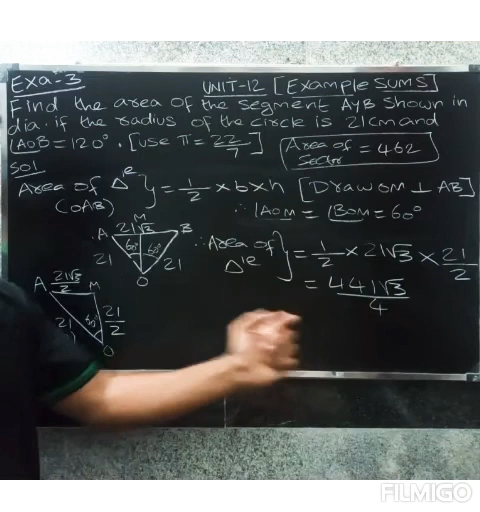 Exa-3
UNIT-12 [Example SUMS]
Find the area of the segment AYB shown in
dia. if the radius of the circle is 21cm and
∠AOB = 120°. [use π = 22/7]
Area of Sector = 462
Sol
Area of Δle (OAB) } = 1/2 × b × h [Draw OM ⊥ AB]
∴ ∠AOM = ∠BOM = 60°
M
A 21√3 B
60° 60°
21 21
O
∴ Area of Δle } = 1/2 × 21√3 × 21/2
= 441√3/4
21√3/2
A M
21 60° 21/2
O
FILMIGO